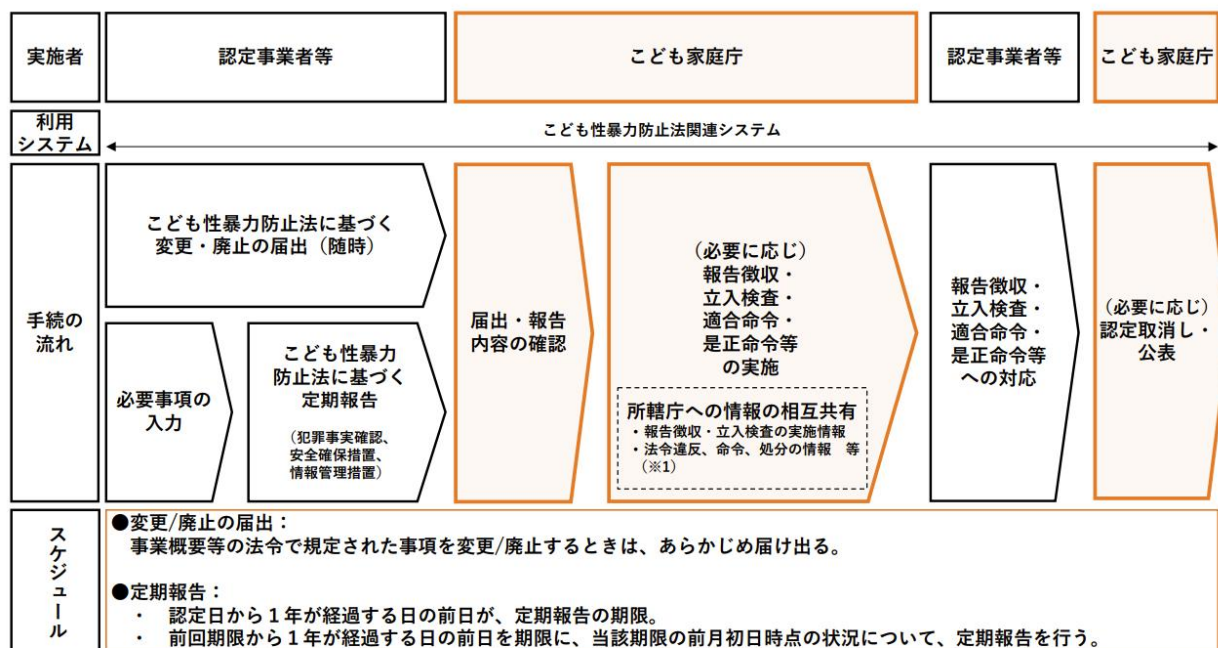 実施者
認定事業者等
こども家庭庁
認定事業者等
こども家庭庁
利用
システム
こども性暴力防止法関連システム
手続の
流れ
こども性暴力防止法に基づく
変更・廃止の届出（随時）
必要事項の
入力
こども性暴力
防止法に基づく
定期報告
（犯罪事実確認、
安全確保措置、
情報管理措置）
届出・報告
内容の確認
（必要に応じ）
報告徴収・
立入検査・
適合命令・
是正命令等
の実施
所轄庁への情報の相互共有
・報告徴収・立入検査の実施情報
・法令違反、命令、処分の情報　等
（※1）
報告徴収・
立入検査・
適合命令・
是正命令等
への対応
（必要に応じ）
認定取消し・
公表
スケジュール
●変更/廃止の届出：
事業概要等の法令で規定された事項を変更/廃止するときは、あらかじめ届け出る。
●定期報告：
・　認定日から１年が経過する日の前日が、定期報告の期限。
・　前回期限から１年が経過する日の前日を期限に、当該期限の前月初日時点の状況について、定期報告を行う。